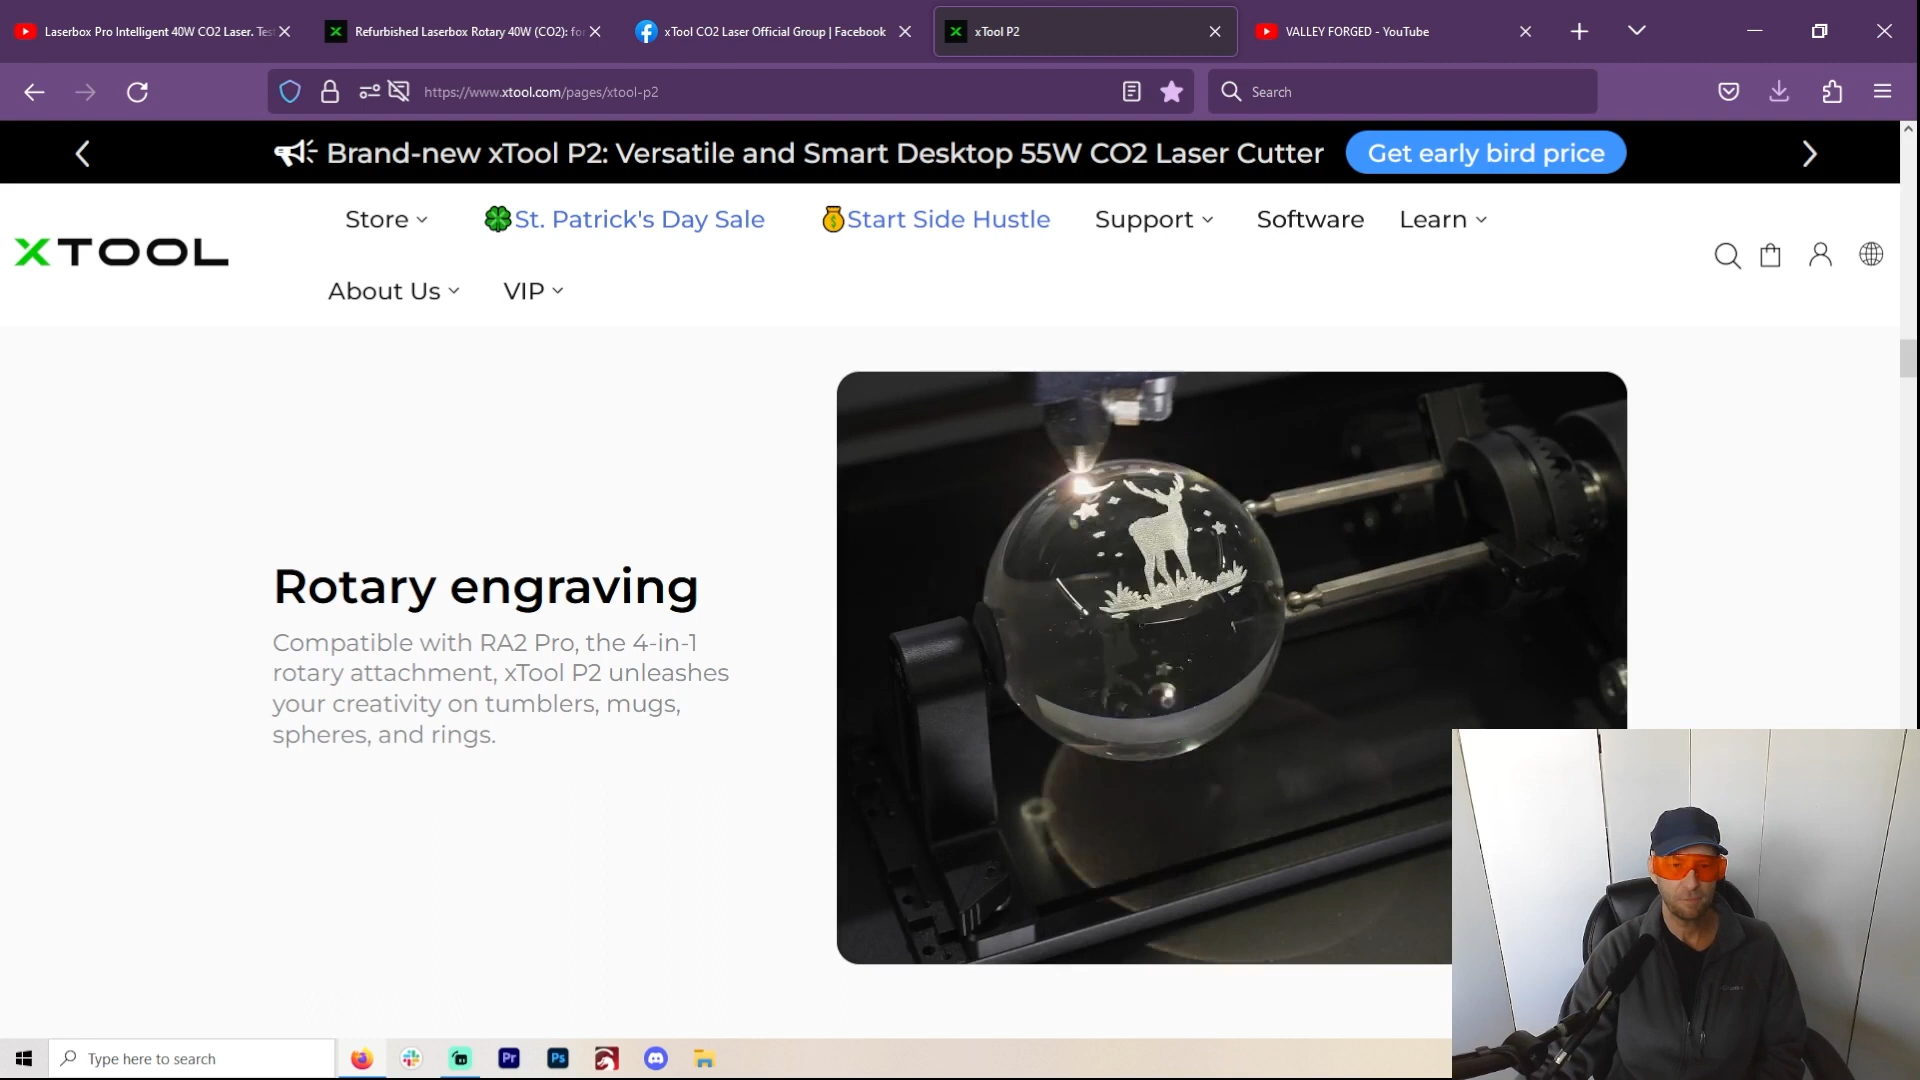 Laserbox Pro Intelligent 40W CO2 Laser. Tes
Refurbished Laserbox Rotary 40W (CO2): fo
xTool CO2 Laser Official Group | Facebook
xTool P2
VALLEY FORGED - YouTube
https://www.xtool.com/pages/xtool-p2
Search
Brand-new xTool P2: Versatile and Smart Desktop 55W CO2 Laser Cutter
Get early bird price
XTOOL
Store
St. Patrick's Day Sale
Start Side Hustle
Support
Software
Learn
About Us
VIP
Rotary engraving
Compatible with RA2 Pro, the 4-in-1
rotary attachment, xTool P2 unleashes
your creativity on tumblers, mugs,
spheres, and rings.
Type here to search
Pr
Ps